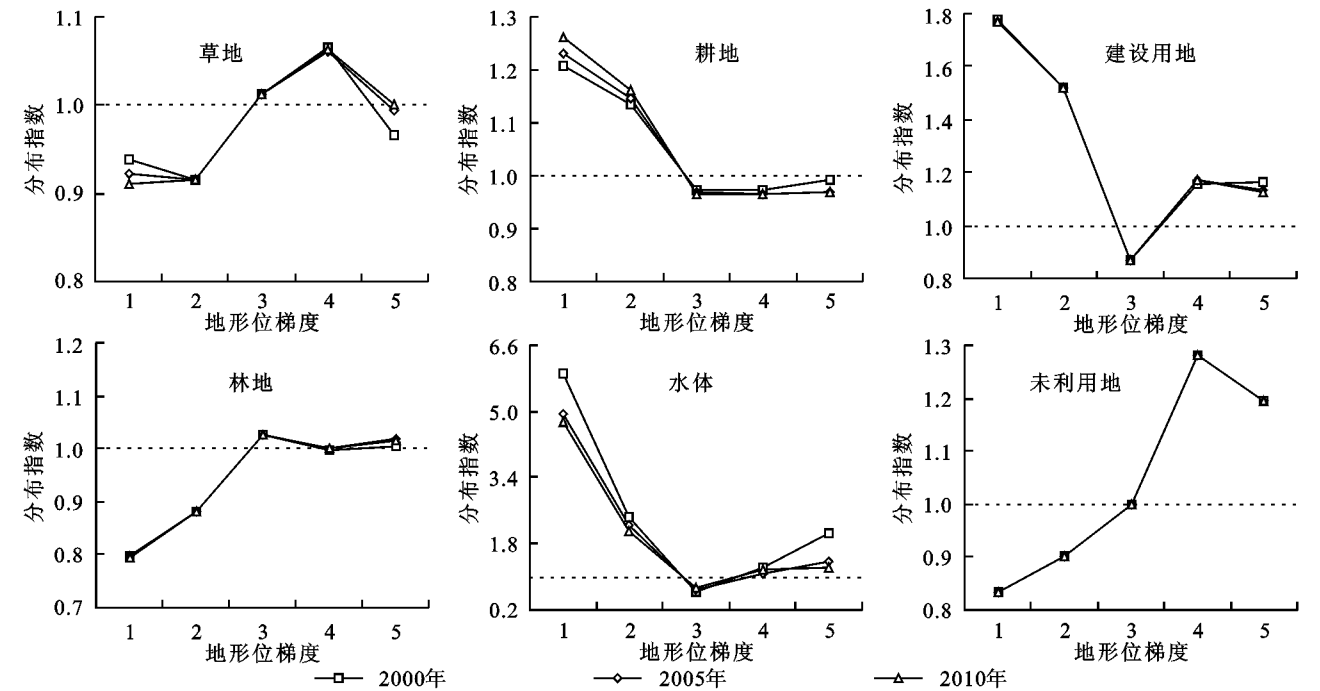 草地
分布指数
1.1
1.0
0.9
0.8
1 2 3 4 5
地形位梯度
耕地
分布指数
1.3
1.2
1.1
1.0
0.9
0.8
1 2 3 4 5
地形位梯度
建设用地
分布指数
1.8
1.6
1.4
1.2
1.0
0.8
1 2 3 4 5
地形位梯度
林地
分布指数
1.2
1.1
1.0
0.9
0.8
0.7
1 2 3 4 5
地形位梯度
水体
分布指数
6.6
5.0
3.4
1.8
0.2
1 2 3 4 5
地形位梯度
未利用地
分布指数
1.3
1.2
1.1
1.0
0.9
0.8
1 2 3 4 5
地形位梯度
2000年 2005年 2010年